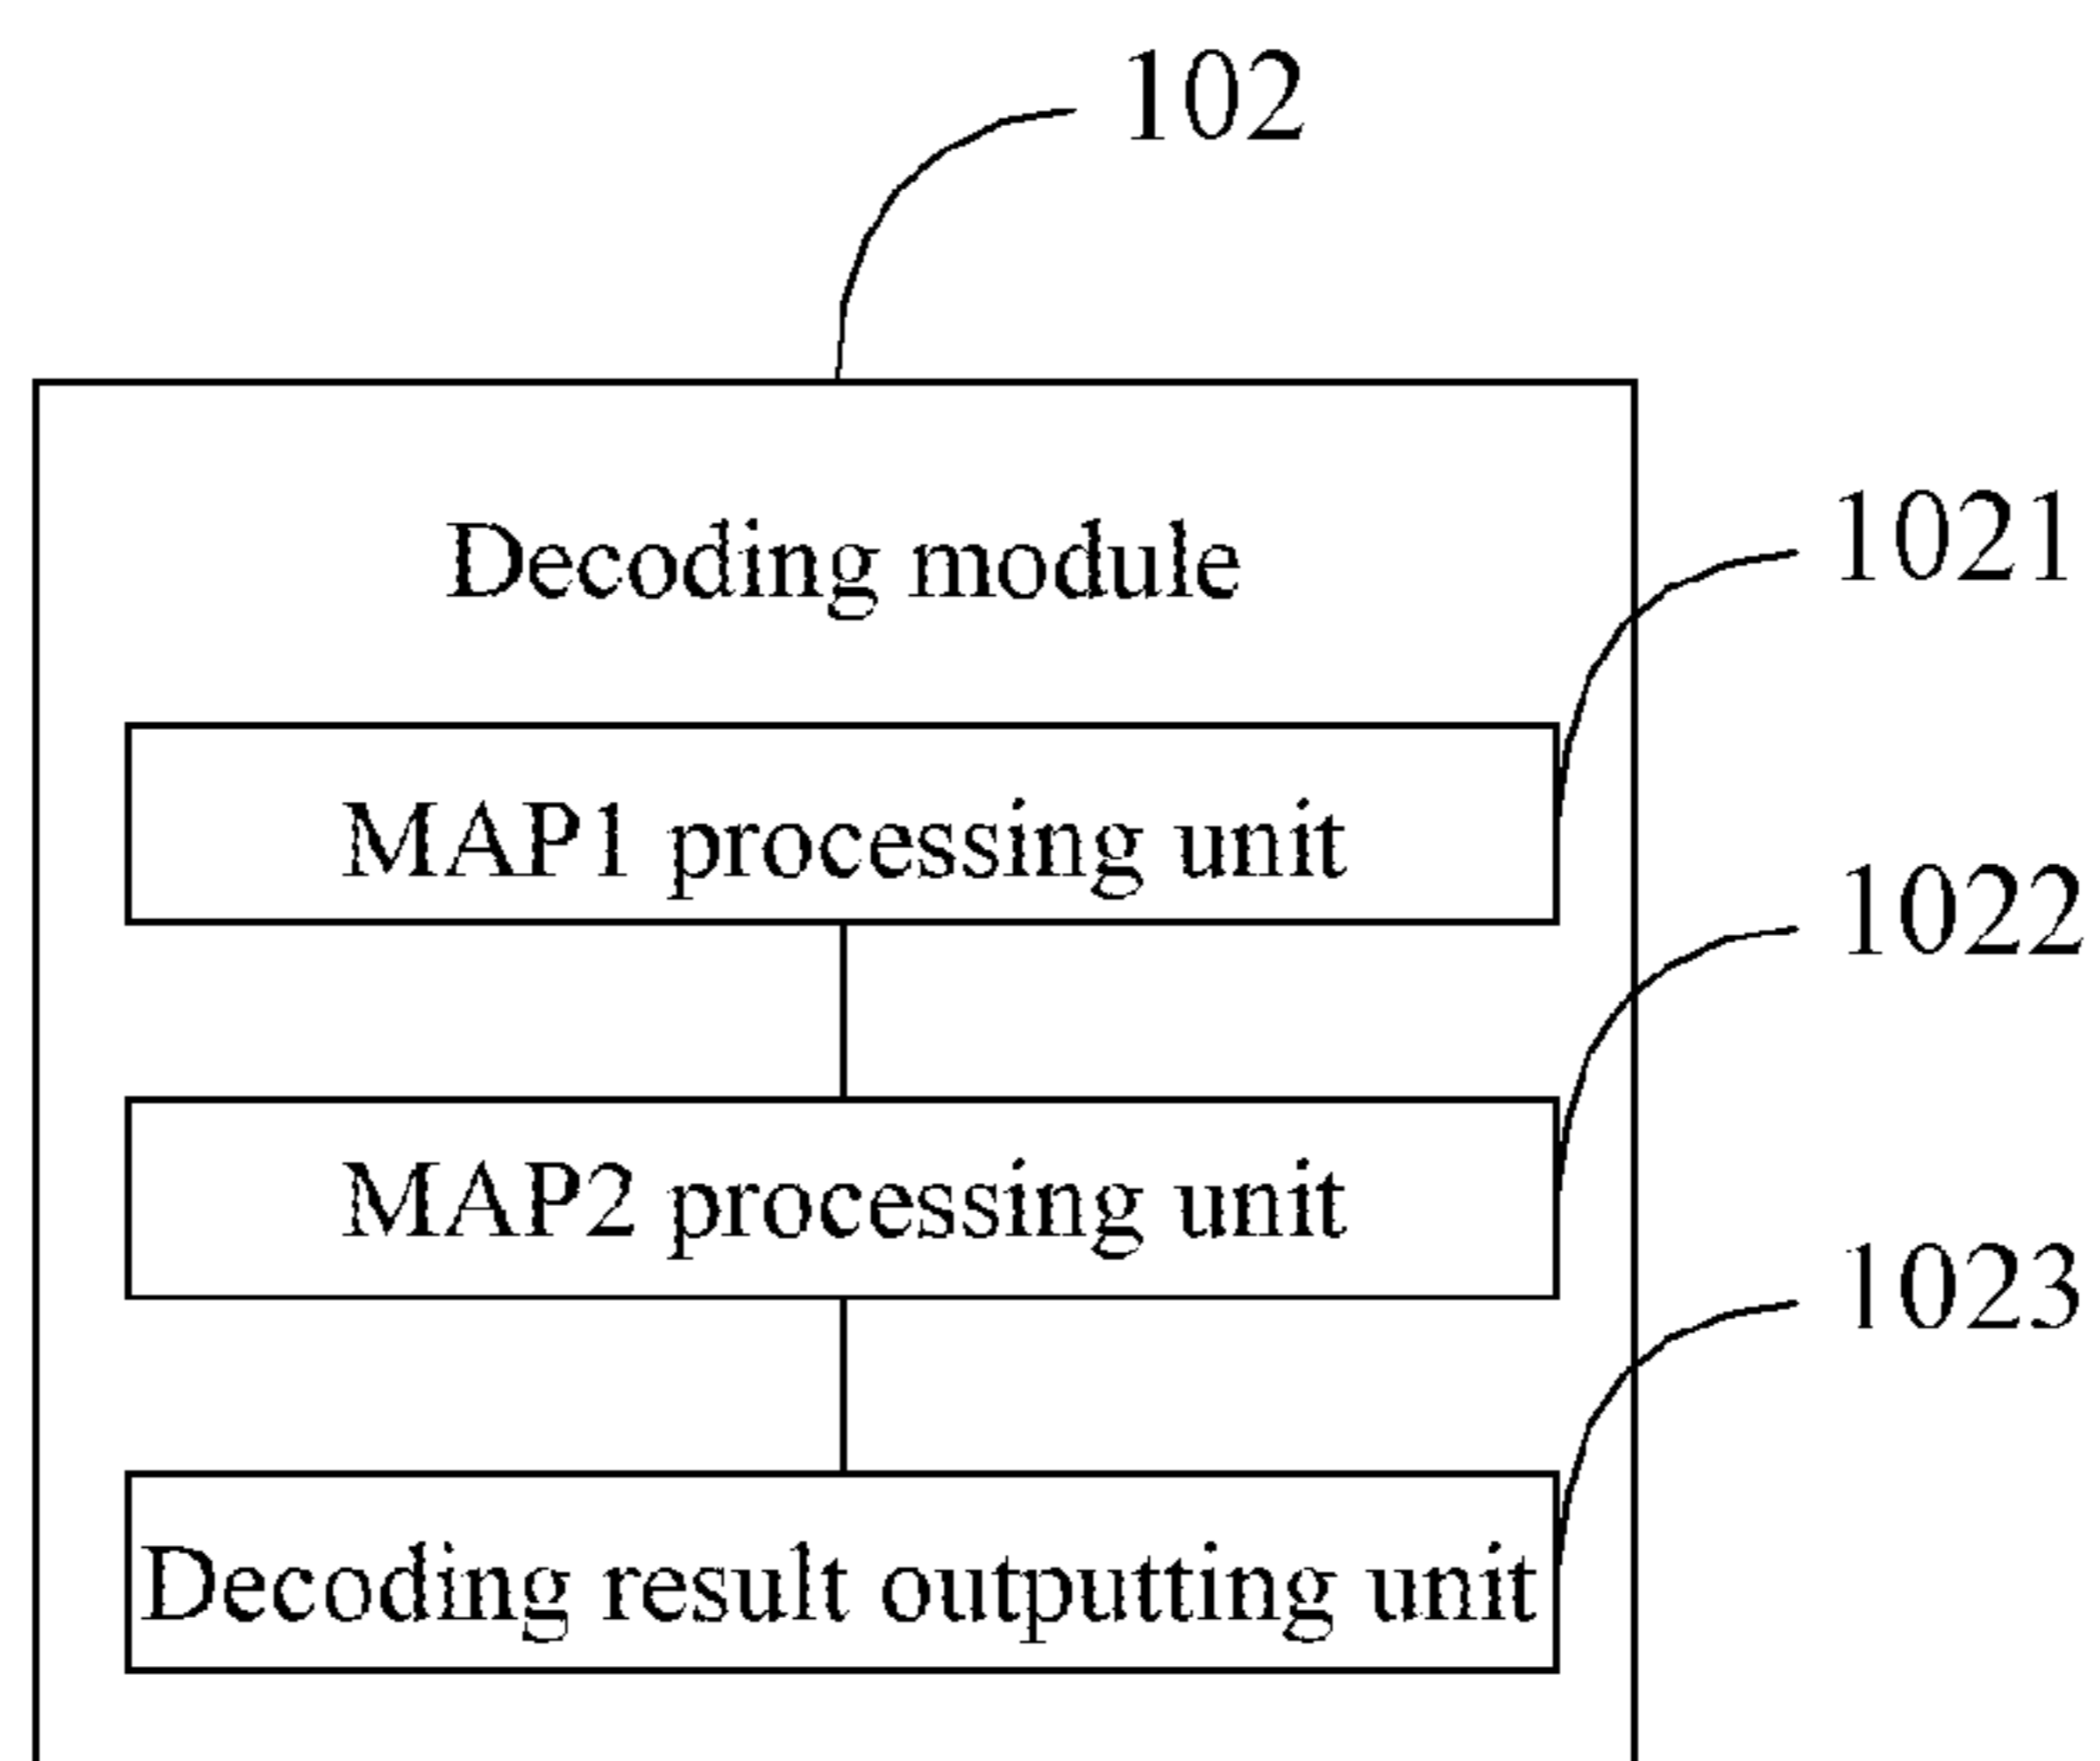 102
Decoding module
1021
MAP1 processing unit
1022
MAP2 processing unit
1023
Decoding result outputting unit